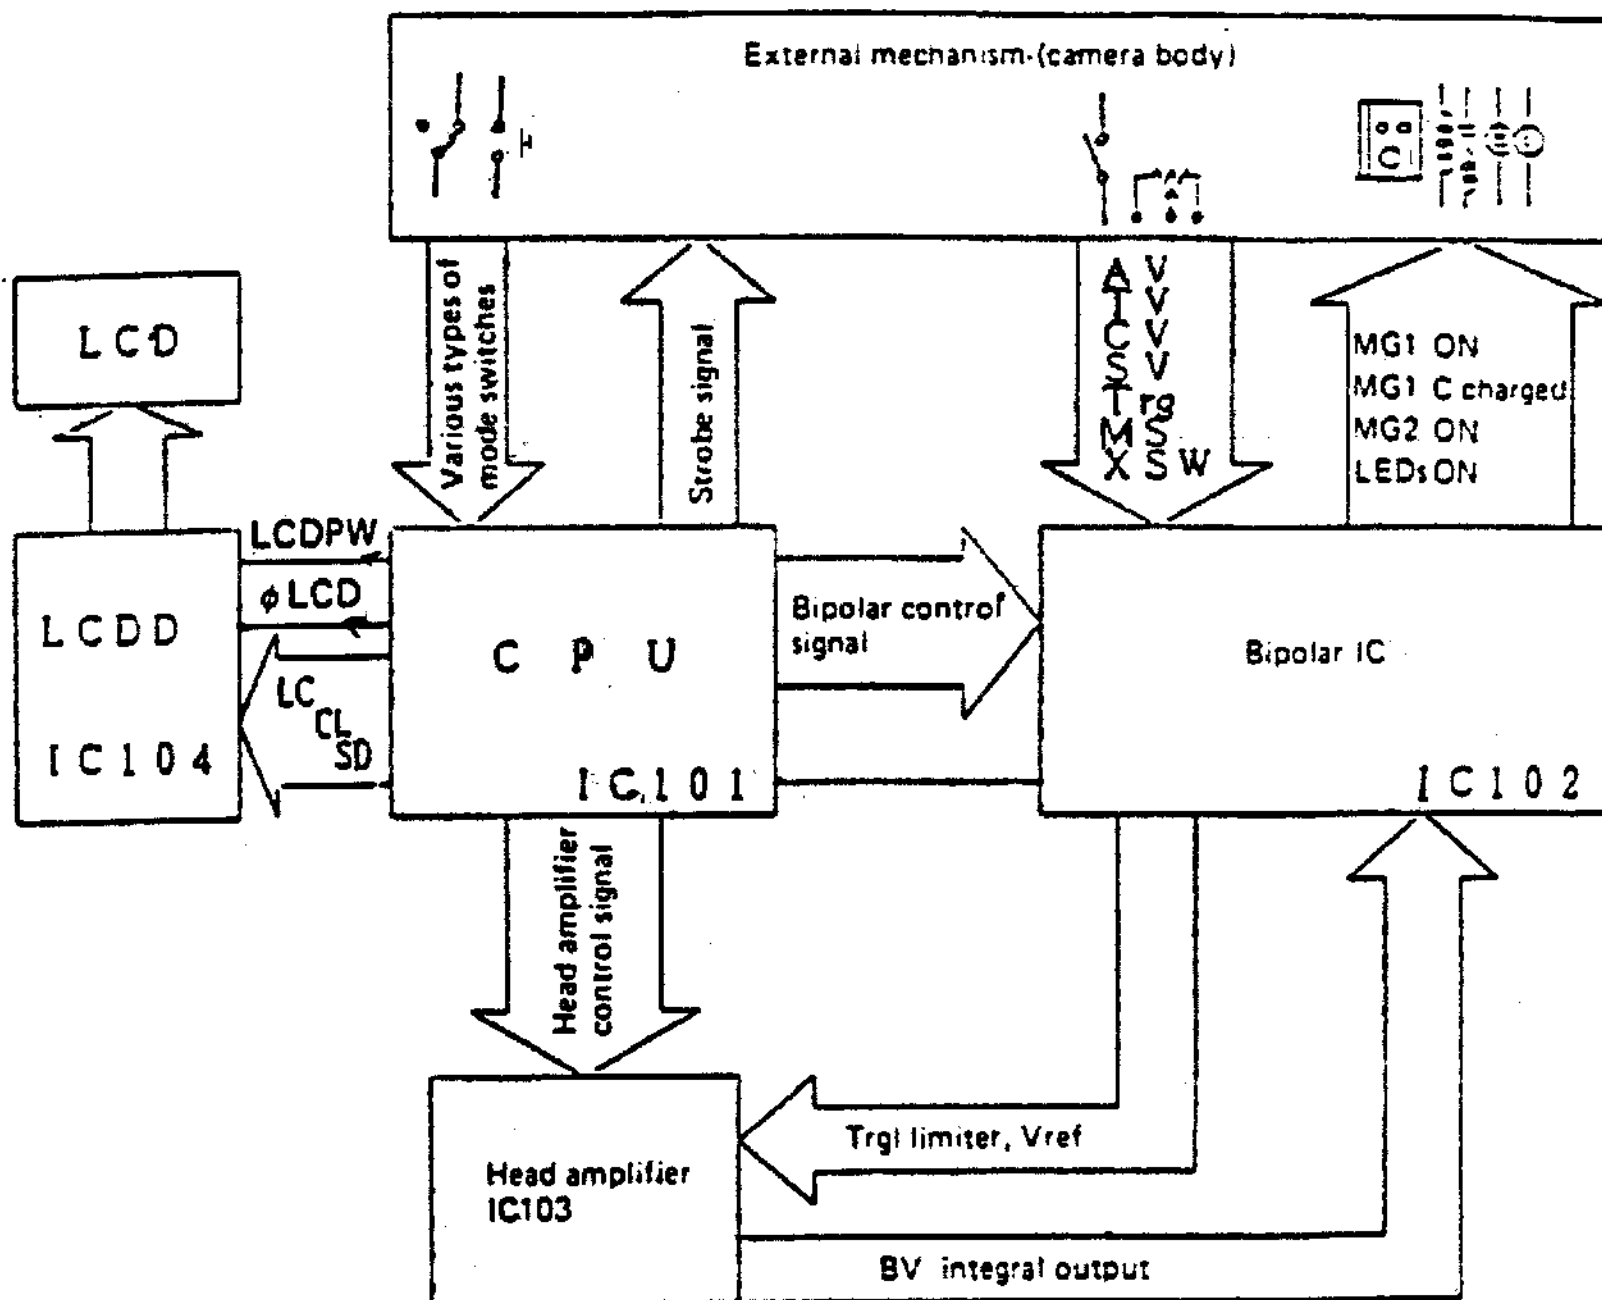 External mechanism (camera body)
Various types of
mode switches
Strobe signal
A V
T V
C V
S V
T rg
M S
X S W
MG1 ON
MG1 C charged
MG2 ON
LEDs ON
LCD
LCDPW
φ LCD
LCDD
IC104
LC
CL
SD
C P U
IC101
Bipolar control
signal
Bipolar IC
IC102
Head amplifier
control signal
Trgl limiter, Vref
Head amplifier
IC103
BV integral output